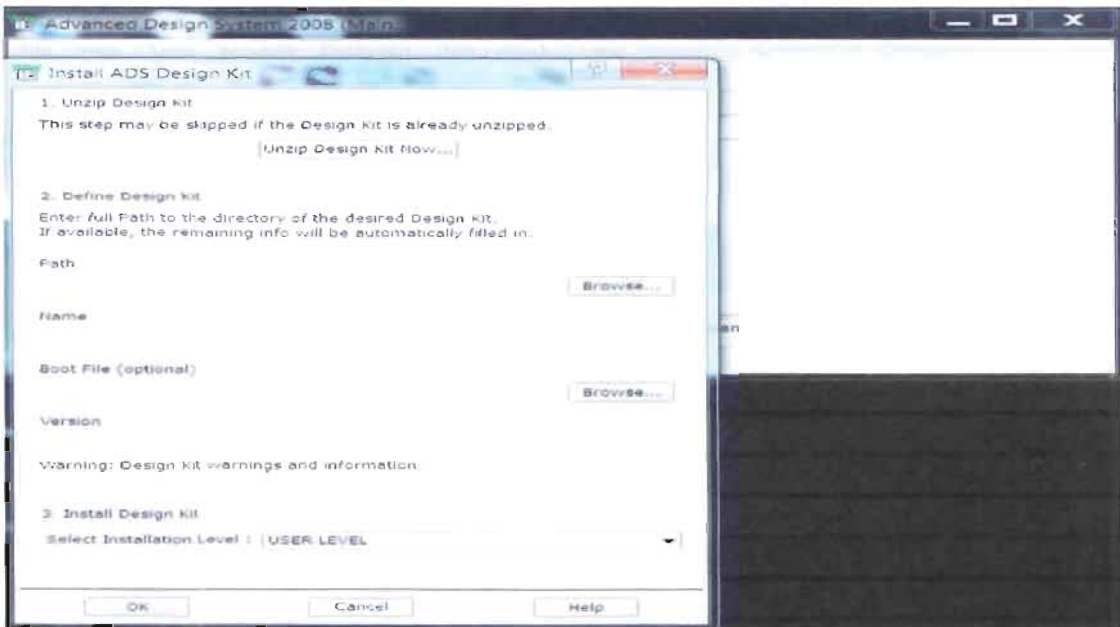 Advanced Design System 2008 (Main)
Install ADS Design Kit
1. Unzip Design Kit
This step may be skipped if the Design Kit is already unzipped.
Unzip Design Kit Now...
2. Define Design Kit
Enter full Path to the directory of the desired Design Kit.
If available, the remaining info will be automatically filled in.
Path
Browse...
Name
an
Boot File (optional)
Browse...
Version
Warning: Design Kit warnings and information.
3. Install Design Kit
Select Installation Level : USER LEVEL
OK Cancel Help